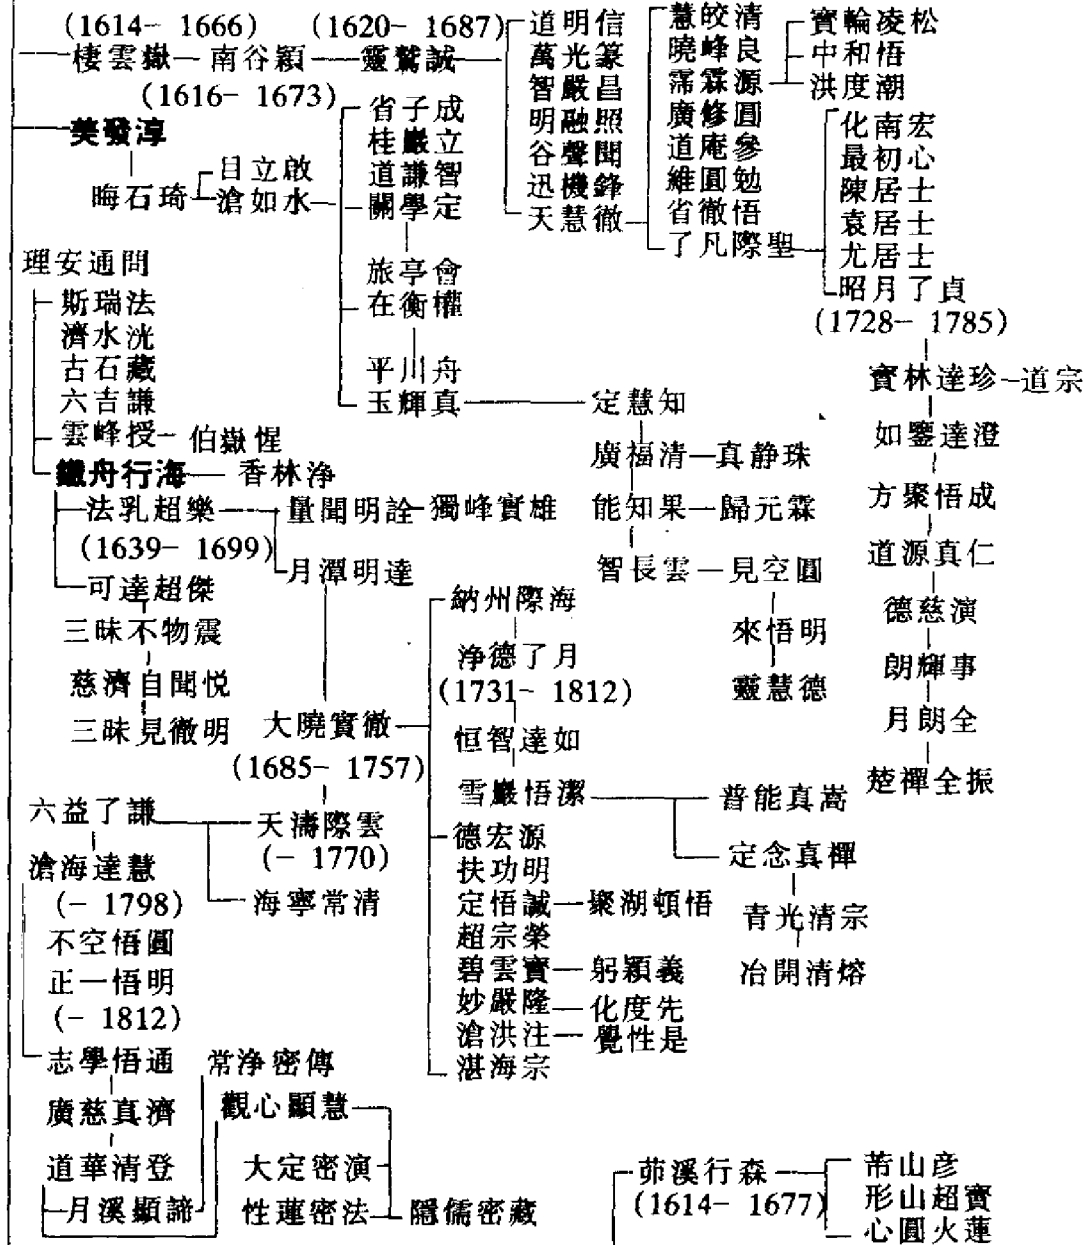 (1614- 1666) (1620- 1687) 道明信 慧皎清 寶輪凌松
棲雲嶽 南谷穎 靈鷲誠 萬光篆 曉峰良 中和悟
(1616- 1673) 智嚴昌 霈霖源 洪度潮
美發淳 省子成 明融照 廣修圓 化南宏
桂巖立 谷聲聞 道庵參 最初心
目立啟 道謙智 迅機鋒 維圓勉 陳居士
晦石琦 滄如水 關學定 天慧徹 省徹悟 袁居士
了凡際聖 尤居士
理安通問 旅亭會 昭月了貞
斯瑞法 在衡權 (1728- 1785)
濟水洸
古石藏 平川舟 寶林達珍 道宗
六吉謙 玉輝真 定慧知
雲峰授 伯嶽惺 如鑒達澄
鐵舟行海 香林淨 廣福清 真靜珠
法乳超樂 量聞明詮 獨峰實雄 能知果 歸元霖 方聚悟成
(1639- 1699) 道源真仁
可達超傑 月潭明達 納州際海 智長雲 見空圓
三昧不物震 淨德了月 來悟明 德慈演
慈濟自聞悅 (1731- 1812) 靈慧德 朗輝事
三昧見徹明 大曉實徹 恒智達如 月朗全
(1685- 1757) 雪巖悟潔 普能真嵩 楚禪全振
六益了謙 天濤際雲 德宏源
滄海達慧 (- 1770) 扶功明 定念真禪
(- 1798) 海寧常清 定悟誠 聚湖頓悟
不空悟圓 超宗榮 青光清宗
正一悟明 碧雲實 躬穎義 冶開清熔
(- 1812) 妙嚴隆 化度先
滄洪注 覺性是
志學悟通 常淨密傳 湛海宗
廣慈真濟 觀心顯慧
道華清登 大定密演 茆溪行森 芾山彥
月溪顯諦 性蓮密法 隱儒密藏 (1614- 1677) 形山超寶
心圓火蓮